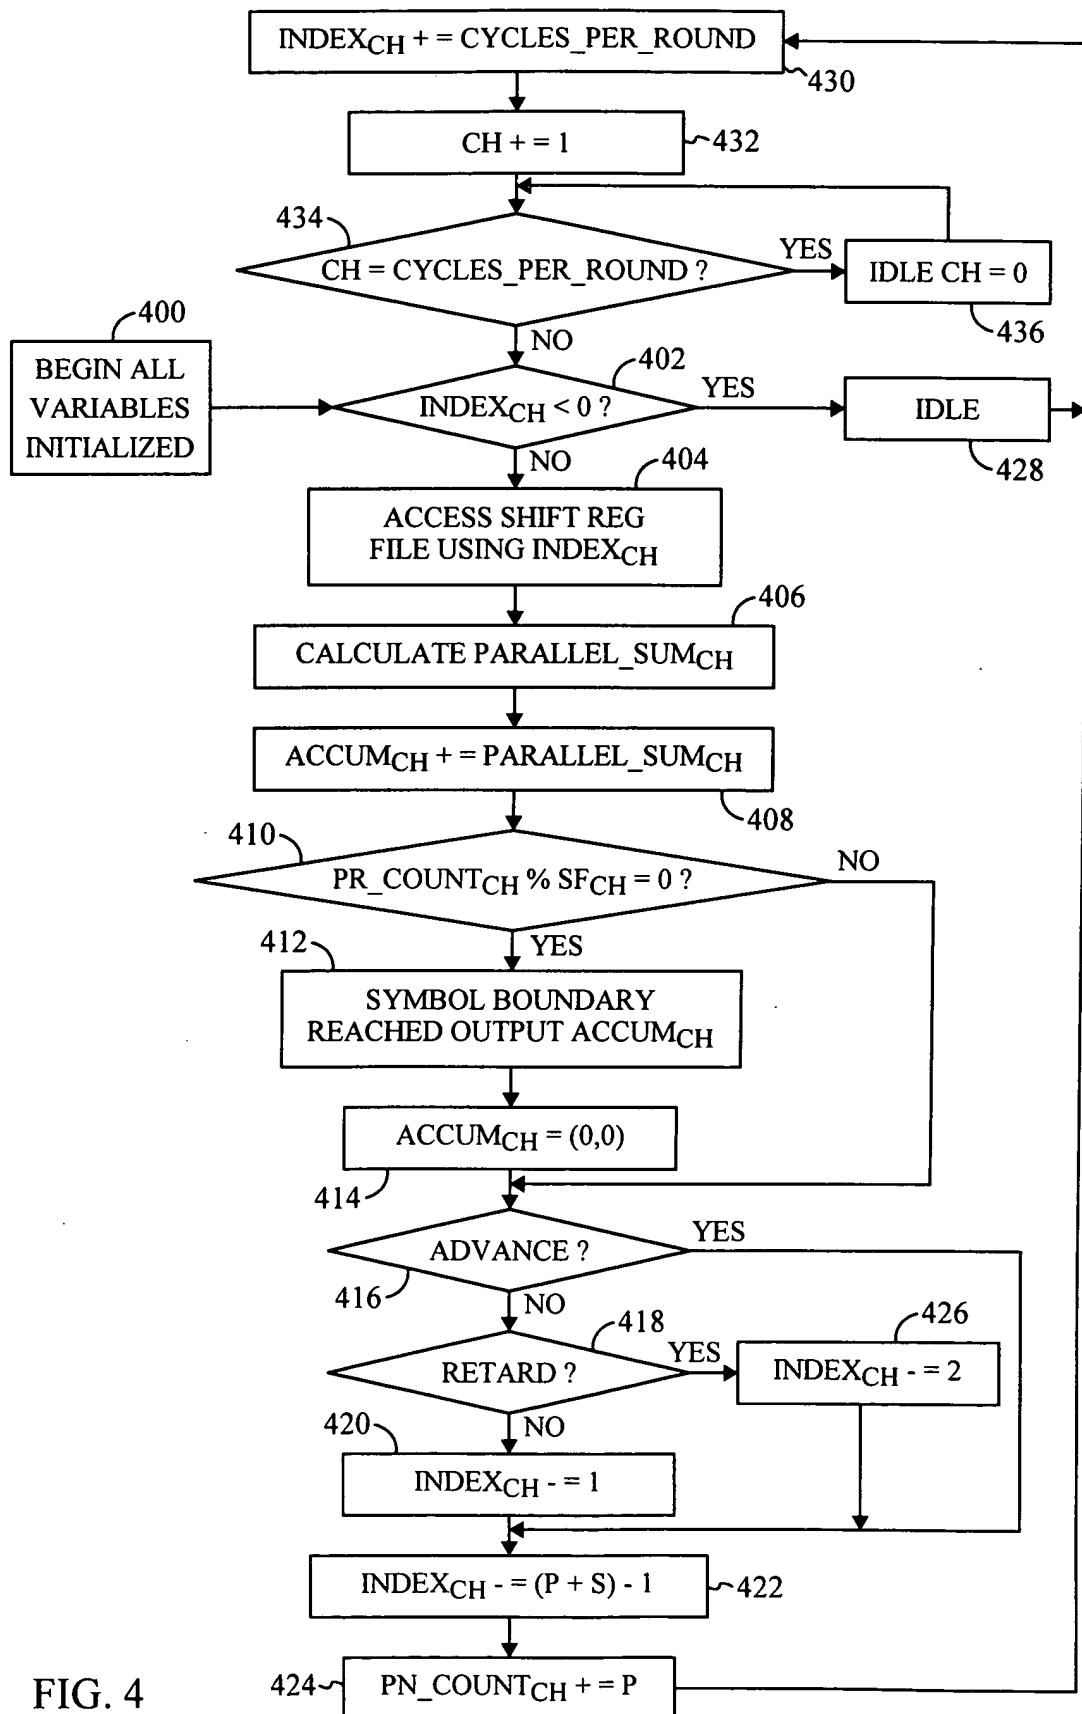 INDEXCH + = CYCLES_PER_ROUND
430
CH + = 1
432
434
CH = CYCLES_PER_ROUND ?
YES
IDLE CH = 0
436
NO
400
BEGIN ALL
VARIABLES
INITIALIZED
402
INDEXCH < 0 ?
YES
IDLE
428
NO
404
ACCESS SHIFT REG
FILE USING INDEXCH
406
CALCULATE PARALLEL_SUMCH
ACCUMCH + = PARALLEL_SUMCH
408
410
PR_COUNTCH % SFCH = 0 ?
NO
YES
412
SYMBOL BOUNDARY
REACHED OUTPUT ACCUMCH
ACCUMCH = (0,0)
414
ADVANCE ?
YES
416
NO
418
RETARD ?
YES
426
INDEXCH - = 2
NO
420
INDEXCH - = 1
INDEXCH - = (P + S) - 1
422
424
PN_COUNTCH + = P
FIG. 4